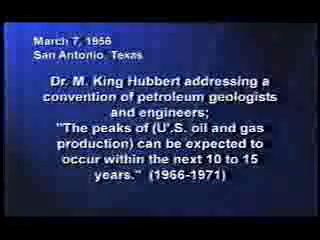 March 7, 1956
San Antonio, Texas
Dr. M. King Hubbert addressing a
convention of petroleum geologists
and engineers;
"The peaks of (U.S. oil and gas
production) can be expected to
occur within the next 10 to 15
years." (1966-1971)